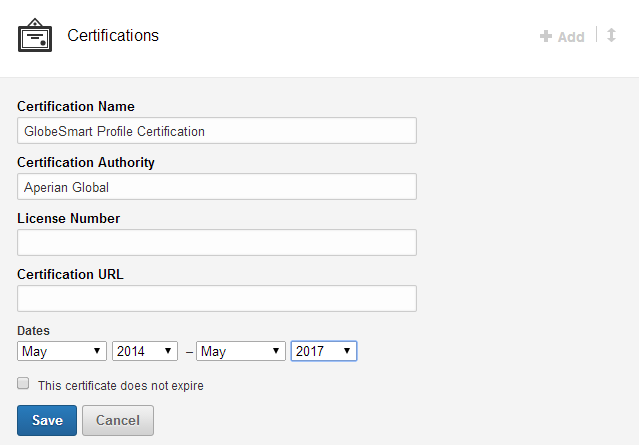 Certifications
Add
Certification Name
GlobeSmart Profile Certification
Certification Authority
Aperian Global
License Number
Certification URL
Dates
May 2014 – May 2017
This certificate does not expire
Save Cancel